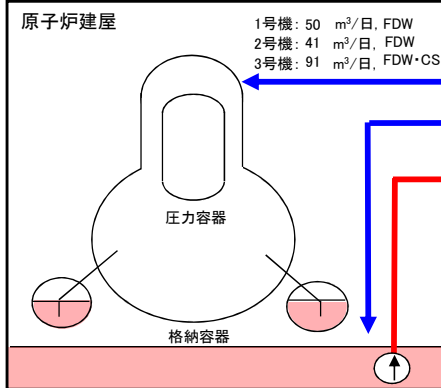 原子炉建屋
1号機: 50 m³/日, FDW
2号機: 41 m³/日, FDW
3号機: 91 m³/日, FDW・CS
圧力容器
格納容器